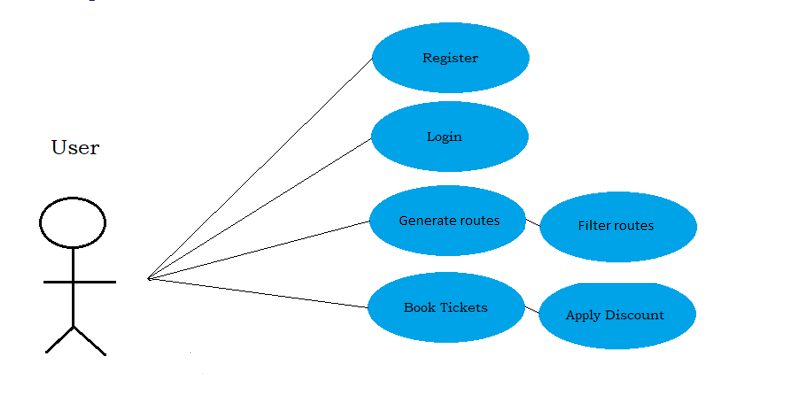 Register
Login
User
Generate routes
Filter routes
Book Tickets
Apply Discount